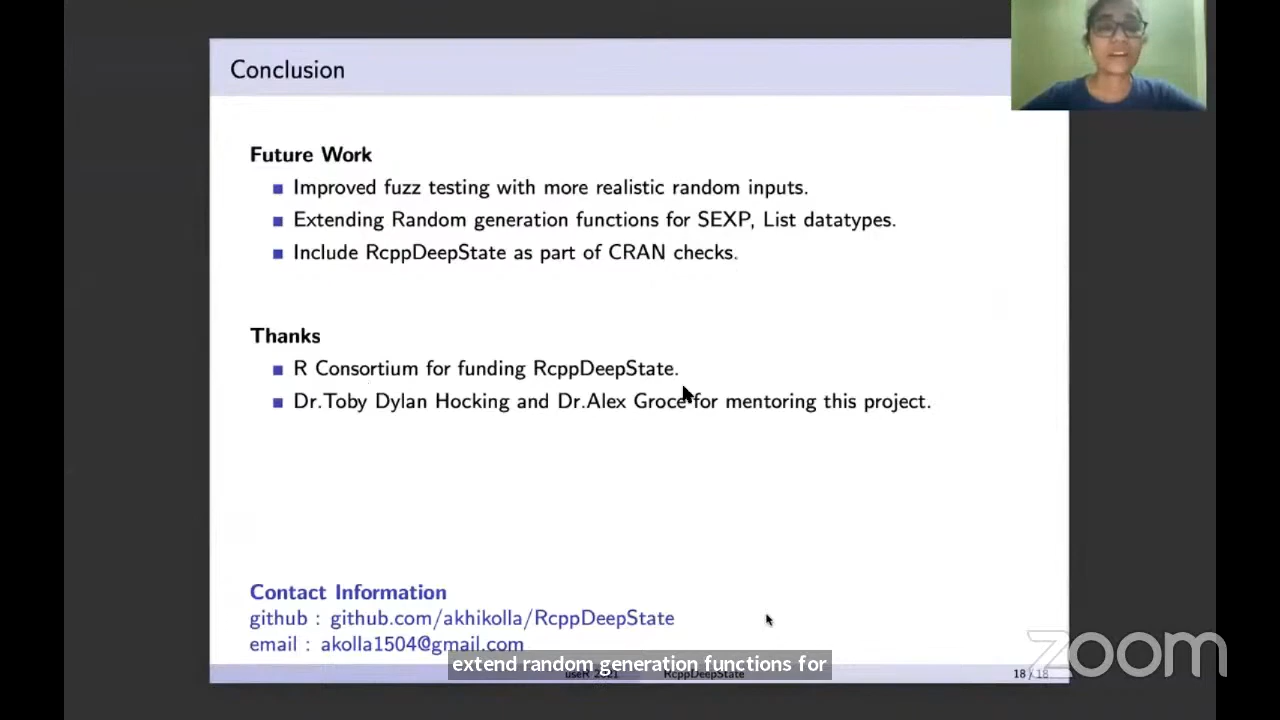 Conclusion
Future Work
Improved fuzz testing with more realistic random inputs.
Extending Random generation functions for SEXP, List datatypes.
Include RcppDeepState as part of CRAN checks.
Thanks
R Consortium for funding RcppDeepState.
Dr.Toby Dylan Hocking and Dr.Alex Groce for mentoring this project.
Contact Information
github : github.com/akhikolla/RcppDeepState
email : akolla1504@gmail.com
extend random generation functions for
useR 2021 RcppDeepState 18 / 18
zoom